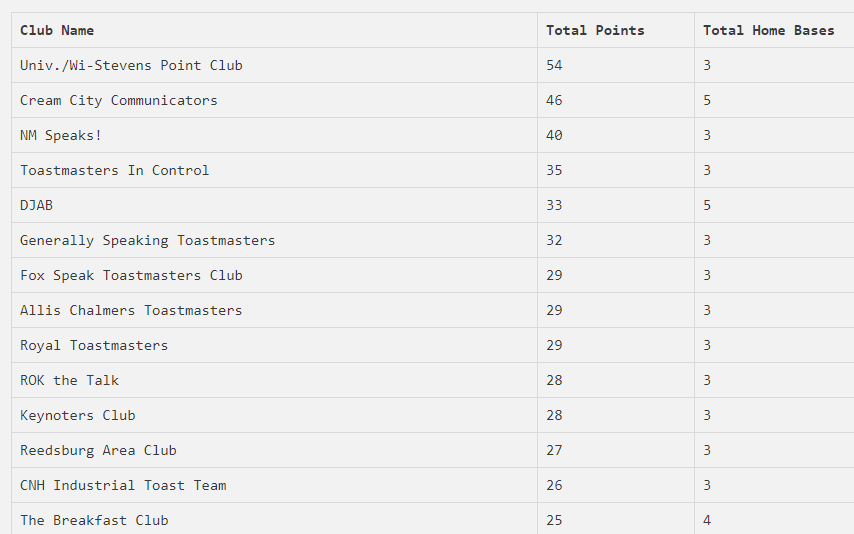 Club Name Total Points Total Home Bases
Univ./Wi-Stevens Point Club 54 3
Cream City Communicators 46 5
NM Speaks! 40 3
Toastmasters In Control 35 3
DJAB 33 5
Generally Speaking Toastmasters 32 3
Fox Speak Toastmasters Club 29 3
Allis Chalmers Toastmasters 29 3
Royal Toastmasters 29 3
ROK the Talk 28 3
Keynoters Club 28 3
Reedsburg Area Club 27 3
CNH Industrial Toast Team 26 3
The Breakfast Club 25 4